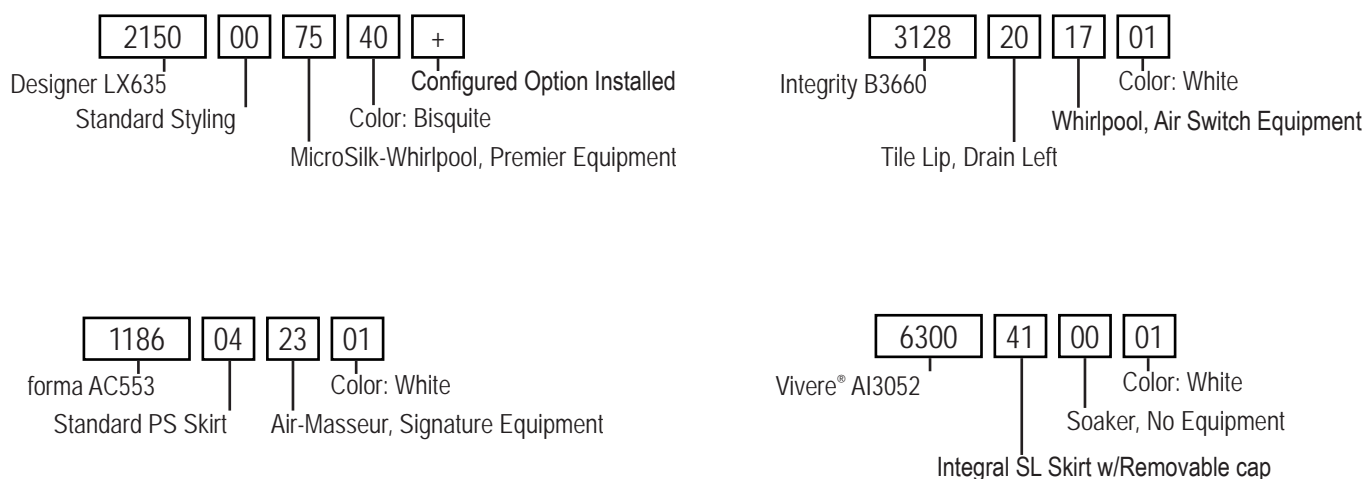 2150 00 75 40 +
Designer LX635
Configured Option Installed
Standard Styling
Color: Bisquite
MicroSilk-Whirlpool, Premier Equipment
3128 20 17 01
Integrity B3660
Color: White
Whirlpool, Air Switch Equipment
Tile Lip, Drain Left
1186 04 23 01
forma AC553
Color: White
Standard PS Skirt
Air-Masseur, Signature Equipment
6300 41 00 01
Vivere® AI3052
Color: White
Soaker, No Equipment
Integral SL Skirt w/Removable cap